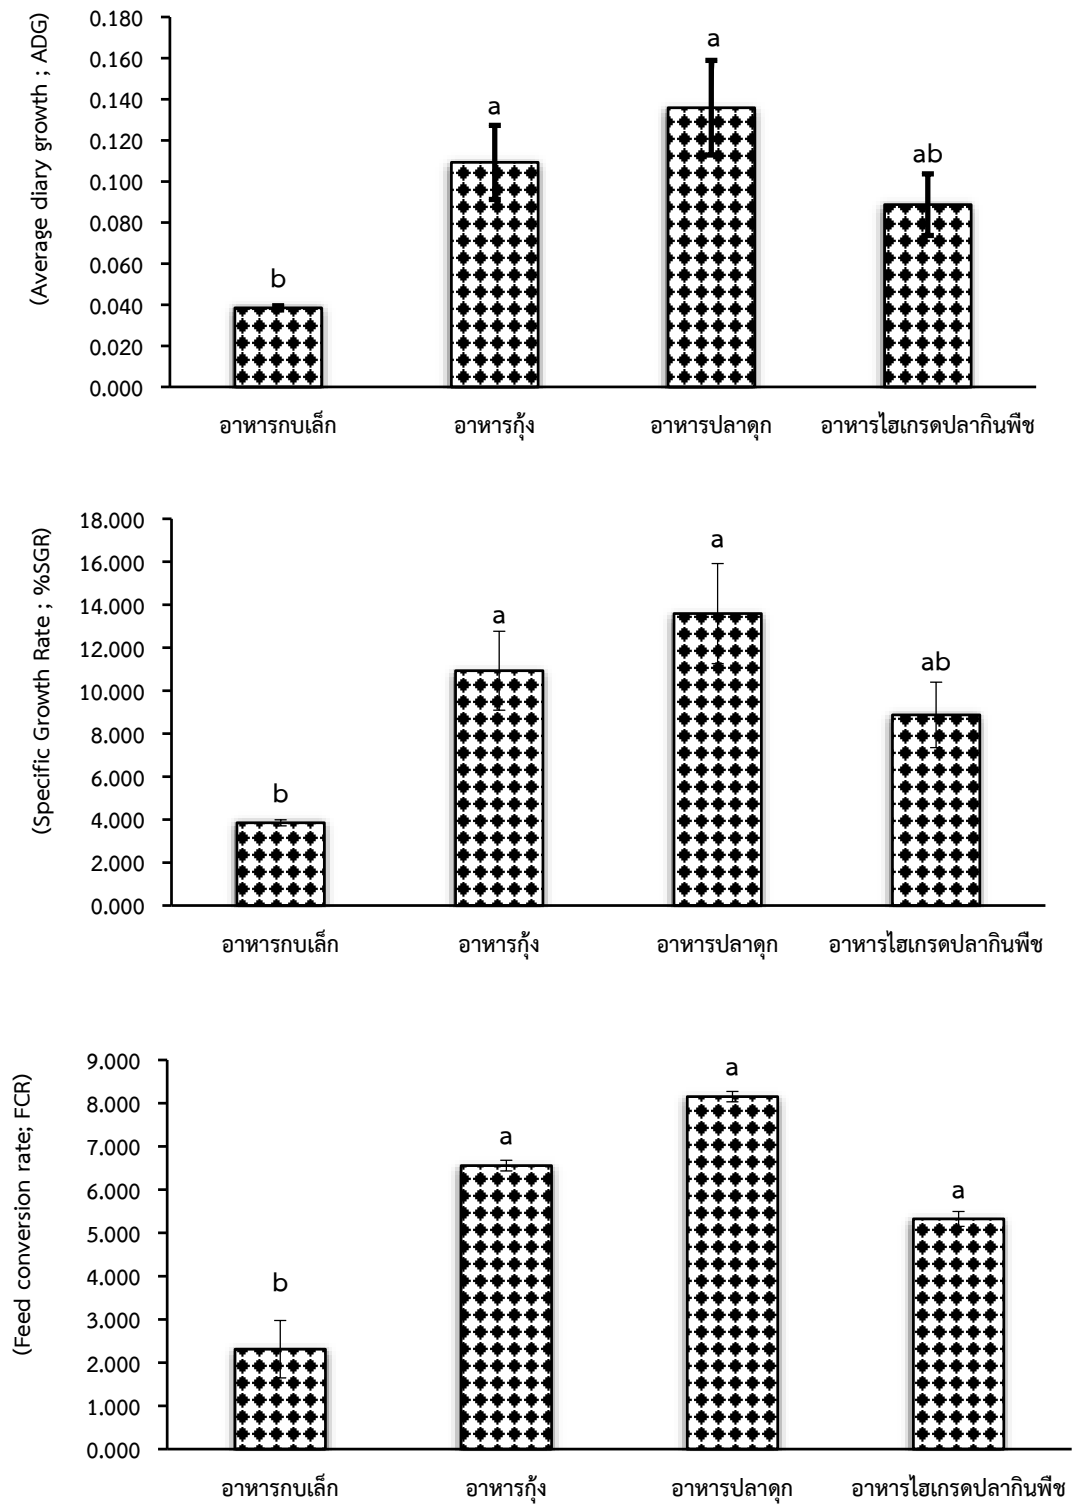 (Average diary growth ; ADG)
0.180
0.160
0.140
0.120
0.100
0.080
0.060
0.040
0.020
0.000
b
a
a
ab
อาหารกบเล็ก อาหารกุ้ง อาหารปลาดุก อาหารไฮเกรดปลากินพืช
(Specific Growth Rate ; %SGR)
18.000
16.000
14.000
12.000
10.000
8.000
6.000
4.000
2.000
0.000
b
a
a
ab
อาหารกบเล็ก อาหารกุ้ง อาหารปลาดุก อาหารไฮเกรดปลากินพืช
(Feed conversion rate; FCR)
9.000
8.000
7.000
6.000
5.000
4.000
3.000
2.000
1.000
0.000
b
a
a
a
อาหารกบเล็ก อาหารกุ้ง อาหารปลาดุก อาหารไฮเกรดปลากินพืช